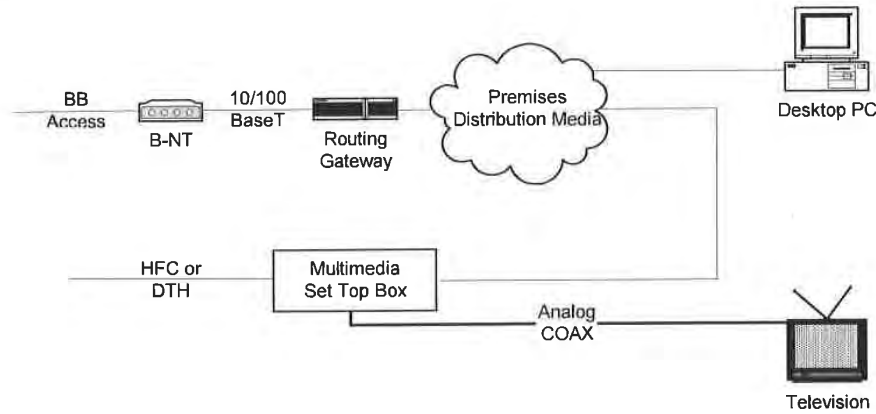 BB
Access
B-NT
10/100
BaseT
Routing
Gateway
Premises
Distribution Media
Desktop PC
HFC or
DTH
Multimedia
Set Top Box
Analog
COAX
Television